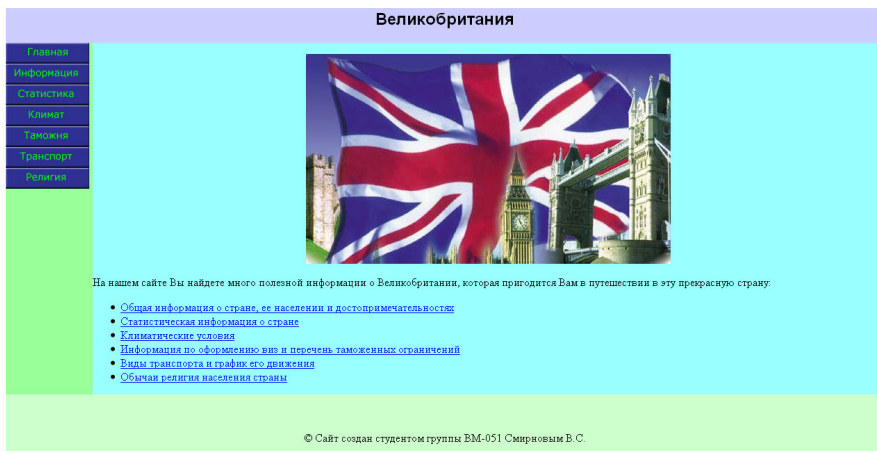 Великобритания
Главная
Информация
Статистика
Климат
Таможня
Транспорт
Религия
На нашем сайте Вы найдете много полезной информации о Великобритании, которая пригодится Вам в путешествии в эту прекрасную страну:
Общая информация о стране, ее населении и достопримечательностях
Статистическая информация о стране
Климатические условия
Информация по оформлению виз и перечень таможенных ограничений
Виды транспорта и график его движения
Обычаи религия населения страны
© Сайт создан студентом группы ВМ-051 Смирновым В.С.